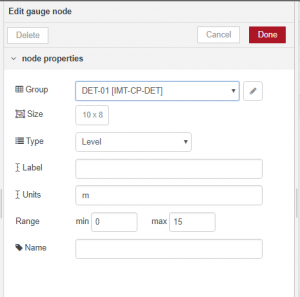 Edit gauge node
Delete
Cancel
Done
node properties
Group
DET-01 [IMT-CP-DET]
Size
10 x 8
Type
Level
Label
Units
m
Range
min 0
max 15
Name